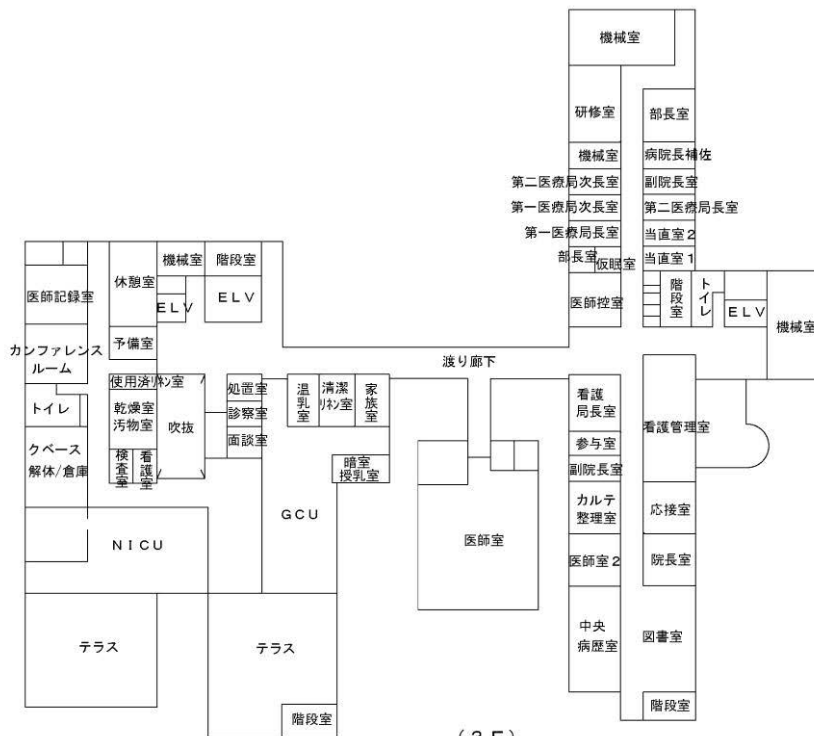 機械室
研修室
部長室
機械室
病院長補佐
第二医療局次長室
副院長室
第一医療局次長室
第二医療局長室
第一医療局長室
当直室2
部長室
仮眠室
当直室1
医師控室
階段室
トイレ
ELV
機械室
医師記録室
休憩室
機械室
階段室
ELV
ELV
カンファレンス
ルーム
予備室
渡り廊下
使用済リネン室
乾燥室
汚物室
吹抜
処置室
診察室
面談室
温乳室
清潔
リネン室
家族室
トイレ
クベース
解体/倉庫
検査室
看護室
暗室
授乳室
看護
局長室
看護管理室
参与室
副院長室
カルテ
整理室
応接室
NICU
GCU
医師室
医師室2
院長室
テラス
テラス
中央
病歴室
図書室
階段室
階段室